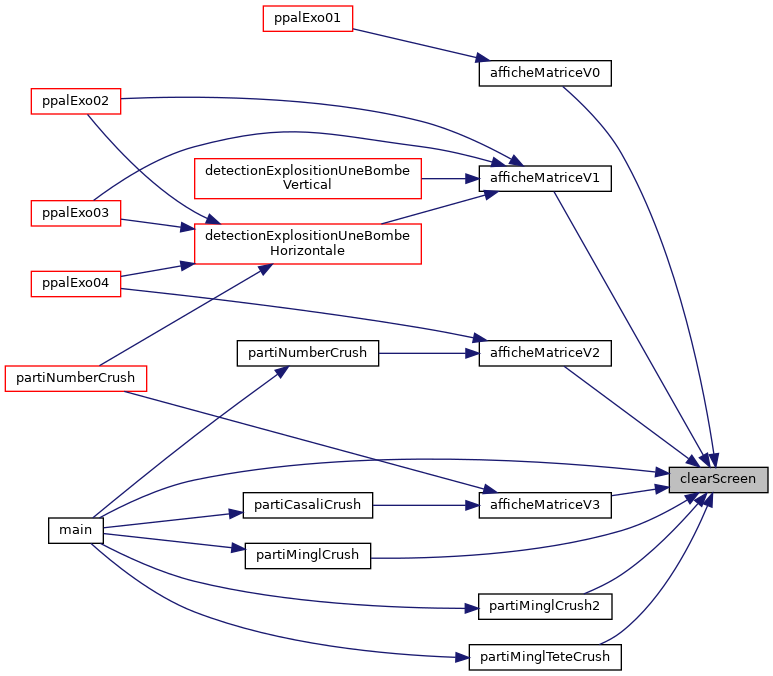 ppalExo01
afficheMatriceV0
ppalExo02
detectionExplositionUneBombe
Vertical
afficheMatriceV1
ppalExo03
detectionExplositionUneBombe
Horizontale
ppalExo04
partiNumberCrush
afficheMatriceV2
partiNumberCrush
clearScreen
partiCasaliCrush
afficheMatriceV3
main
partiMinglCrush
partiMinglCrush2
partiMinglTeteCrush